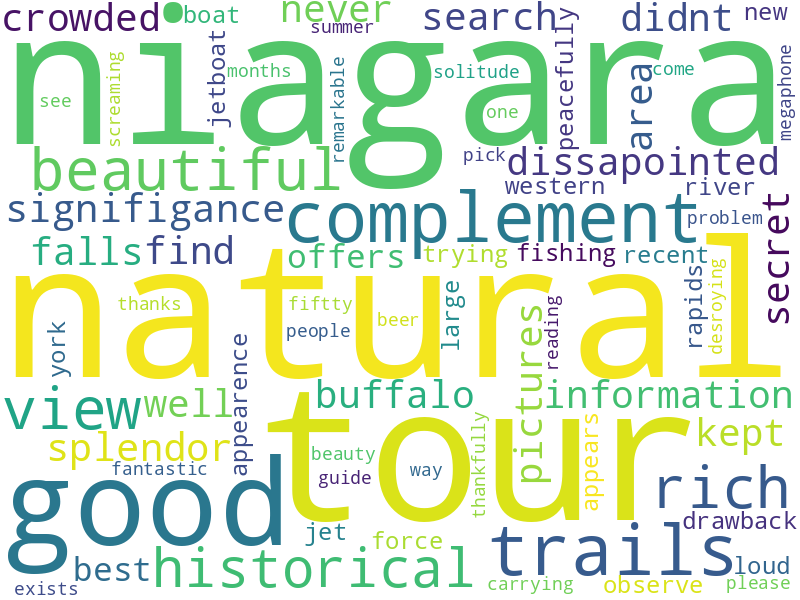 crowded boat never search didnt new
summer
niagara
see screaming jetboat months remarkable solitude one peacefully area come megaphone
beautiful pick dissapointed
signifigance complement western river secret
problem
falls find offers trying fishing recent
natural
thanks fiftty people beer large rapids desroying
york appearence pictures reading
view well buffalo information
splendor tour kept
fantastic beauty guide way thankfully appears
good rich
jet force drawback
best historical trails loud
exists carrying observe please